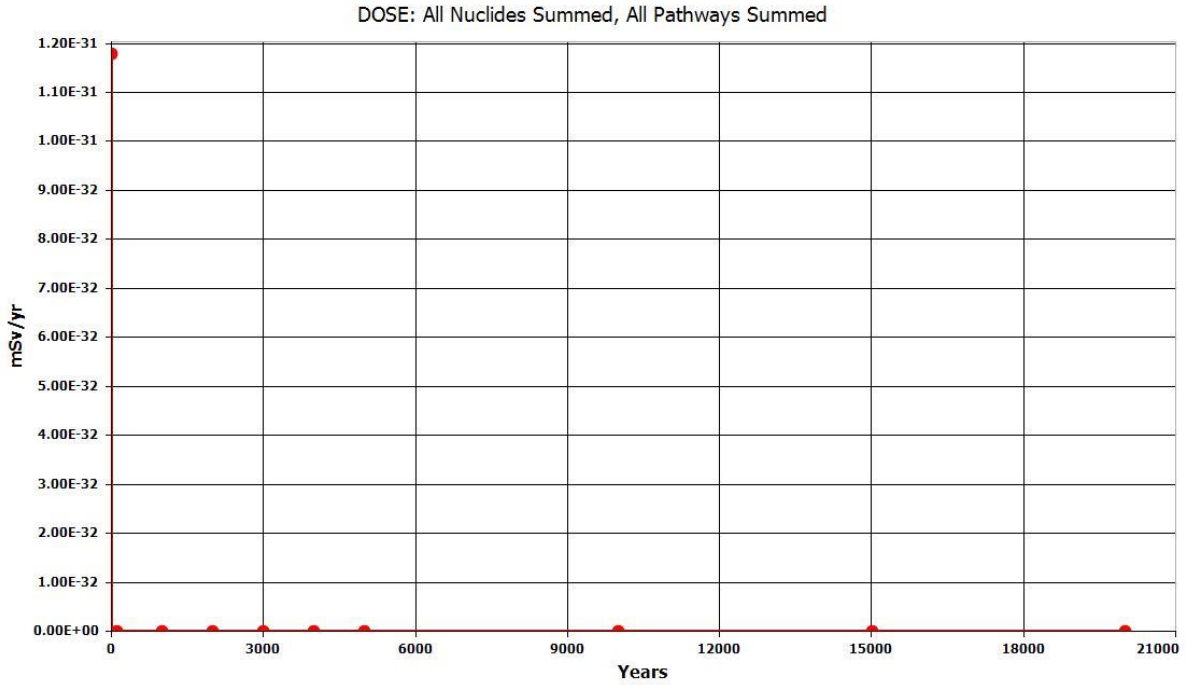 DOSE: All Nuclides Summed, All Pathways Summed
1.20E-31
1.10E-31
1.00E-31
9.00E-32
8.00E-32
7.00E-32
6.00E-32
5.00E-32
4.00E-32
3.00E-32
2.00E-32
1.00E-32
0.00E+00
mSv/yr
0 3000 6000 9000 12000 15000 18000 21000
Years